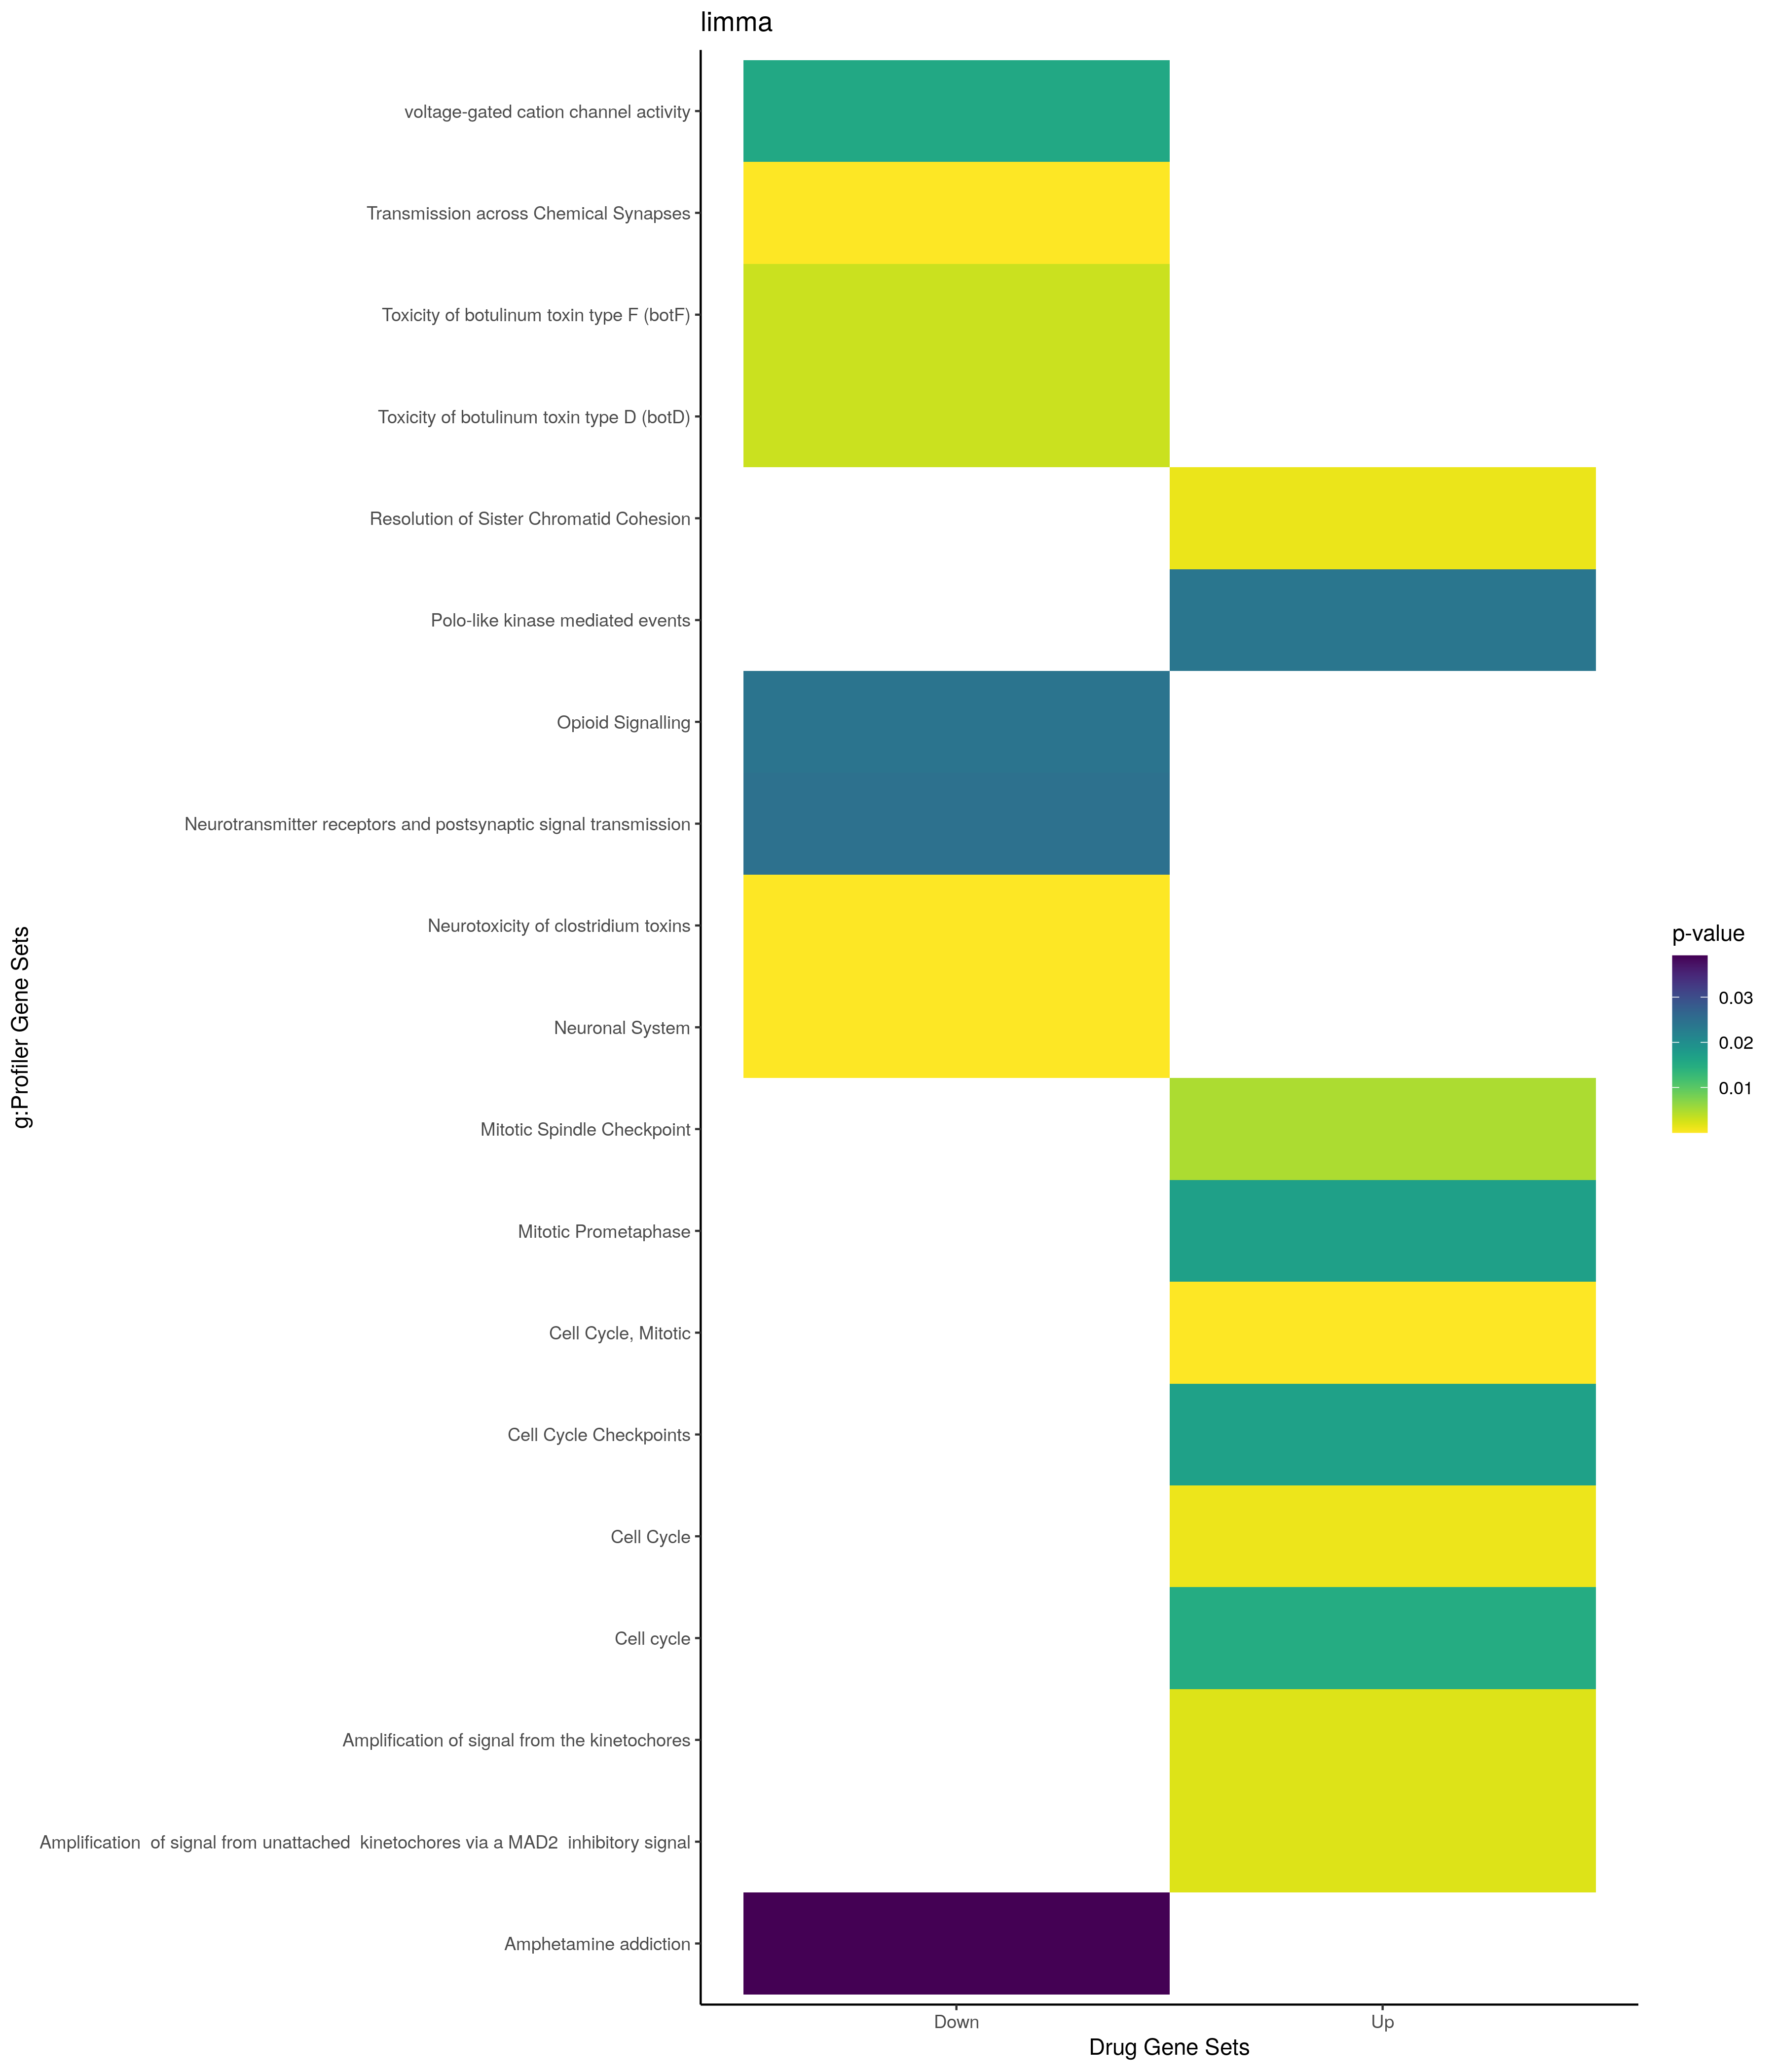 limma
voltage-gated cation channel activity
Transmission across Chemical Synapses
Toxicity of botulinum toxin type F (botF)
Toxicity of botulinum toxin type D (botD)
Resolution of Sister Chromatid Cohesion
Polo-like kinase mediated events
Opioid Signalling
Neurotransmitter receptors and postsynaptic signal transmission
Neurotoxicity of clostridium toxins
Neuronal System
Mitotic Spindle Checkpoint
Mitotic Prometaphase
Cell Cycle, Mitotic
Cell Cycle Checkpoints
Cell Cycle
Cell cycle
Amplification of signal from the kinetochores
Amplification  of signal from unattached  kinetochores via a MAD2  inhibitory signal
Amphetamine addiction
g:Profiler Gene Sets
Down
Up
Drug Gene Sets
p-value
0.03
0.02
0.01